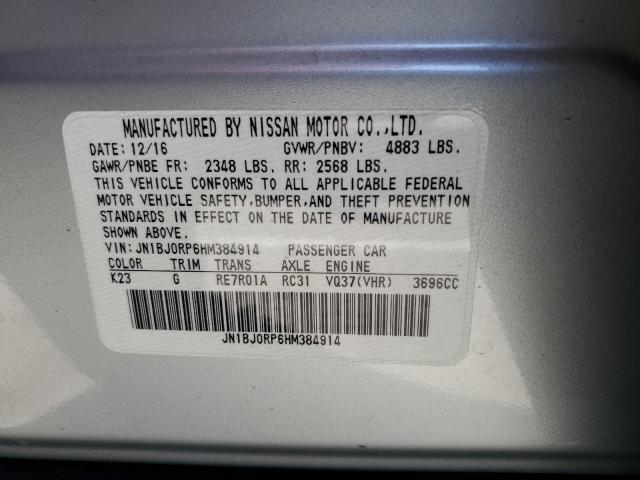 MANUFACTURED BY NISSAN MOTOR CO.,LTD.
DATE: 12/16 GVWR/PNBV: 4883 LBS.
GAWR/PNBE FR: 2348 LBS. RR: 2568 LBS.
THIS VEHICLE CONFORMS TO ALL APPLICABLE FEDERAL
MOTOR VEHICLE SAFETY,BUMPER,AND THEFT PREVENTION
STANDARDS IN EFFECT ON THE DATE OF MANUFACTURE
SHOWN ABOVE.
VIN: JN1BJ0RP6HM384914 PASSENGER CAR
COLOR TRIM TRANS AXLE ENGINE
K23 G RE7R01A RC31 VQ37(VHR) 3696CC
JN1BJ0RP6HM384914